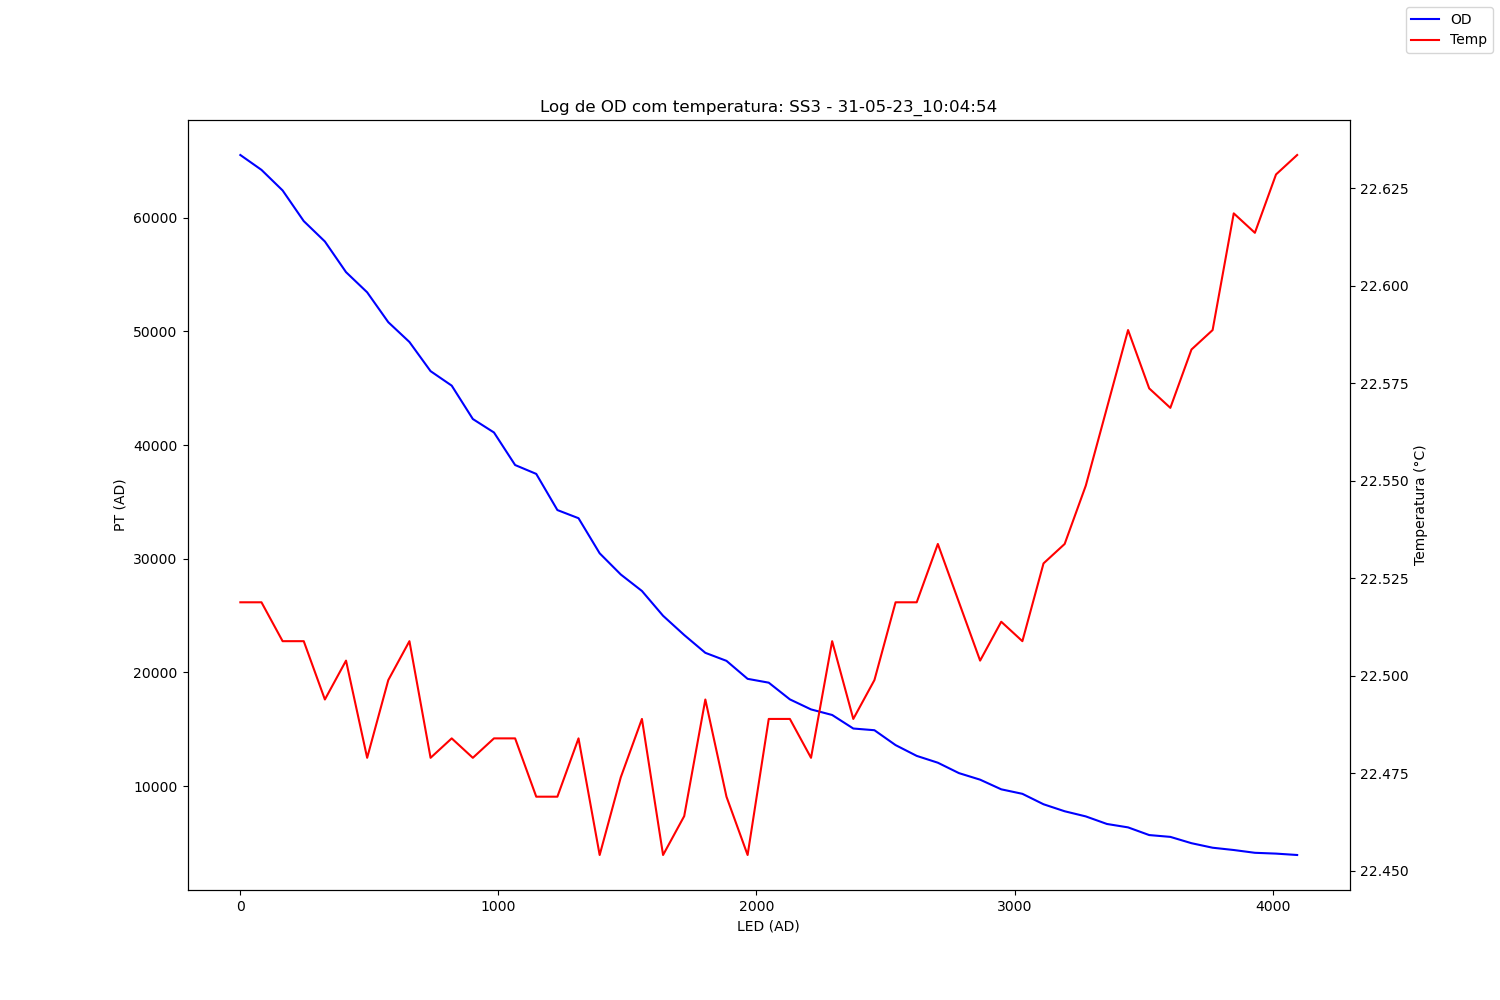 OD
Temp
Log de OD com temperatura: SS3 - 31-05-23_10:04:54
60000
50000
40000
30000
20000
10000
PT (AD)
22.625
22.600
22.575
22.550
22.525
22.500
22.475
22.450
Temperatura (°C)
0 1000 2000 3000 4000
LED (AD)